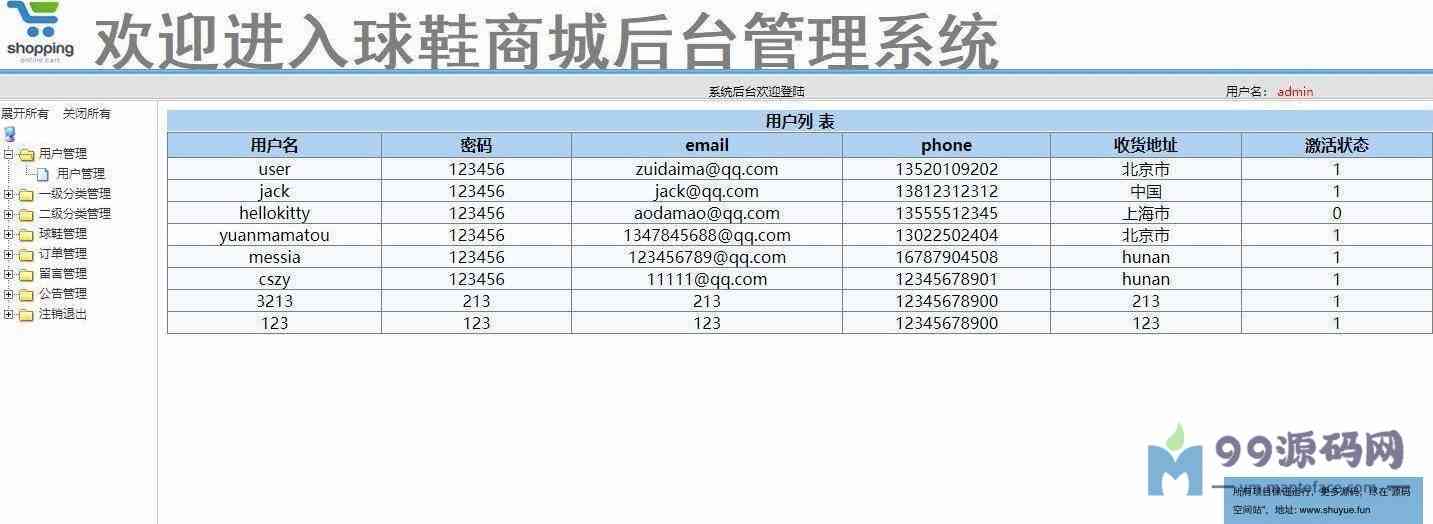 shopping
online cart
欢迎进入球鞋商城后台管理系统
系统后台欢迎登陆 用户名： admin
展开所有 关闭所有
用户管理
用户管理
一级分类管理
二级分类管理
球鞋管理
订单管理
留言管理
公告管理
注销退出
用户列 表
用户名 密码 email phone 收货地址 激活状态
user 123456 zuidaima@qq.com 13520109202 北京市 1
jack 123456 jack@qq.com 13812312312 中国 1
hellokitty 123456 aodamao@qq.com 13555512345 上海市 0
yuanmamatou 123456 1347845688@qq.com 13022502404 北京市 1
messia 123456 123456789@qq.com 16787904508 hunan 1
cszy 123456 11111@qq.com 12345678901 hunan 1
3213 213 213 12345678900 213 1
123 123 123 12345678900 123 1
99源码网
所有项目保证运行，更多源码，尽在"源码
空间站"，地址: www.shuyue.fun